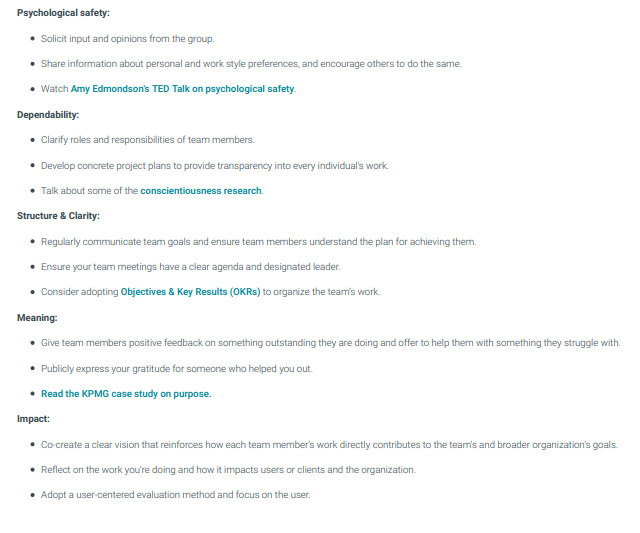 Psychological safety:
Solicit input and opinions from the group.
Share information about personal and work style preferences, and encourage others to do the same.
Watch Amy Edmondson's TED Talk on psychological safety.
Dependability:
Clarify roles and responsibilities of team members.
Develop concrete project plans to provide transparency into every individual's work.
Talk about some of the conscientiousness research.
Structure & Clarity:
Regularly communicate team goals and ensure team members understand the plan for achieving them.
Ensure your team meetings have a clear agenda and designated leader.
Consider adopting Objectives & Key Results (OKRs) to organize the team's work.
Meaning:
Give team members positive feedback on something outstanding they are doing and offer to help them with something they struggle with.
Publicly express your gratitude for someone who helped you out.
Read the KPMG case study on purpose.
Impact:
Co-create a clear vision that reinforces how each team member's work directly contributes to the team's and broader organization's goals.
Reflect on the work you're doing and how it impacts users or clients and the organization.
Adopt a user-centered evaluation method and focus on the user.